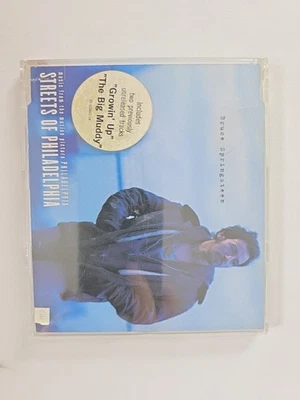 music from the motion picture PHILADELPHIA
STREETS OF PHILADELPHIA
Includes
two previously
unreleased tracks
"Growin' Up"
"The Big Muddy"
Bruce Springsteen